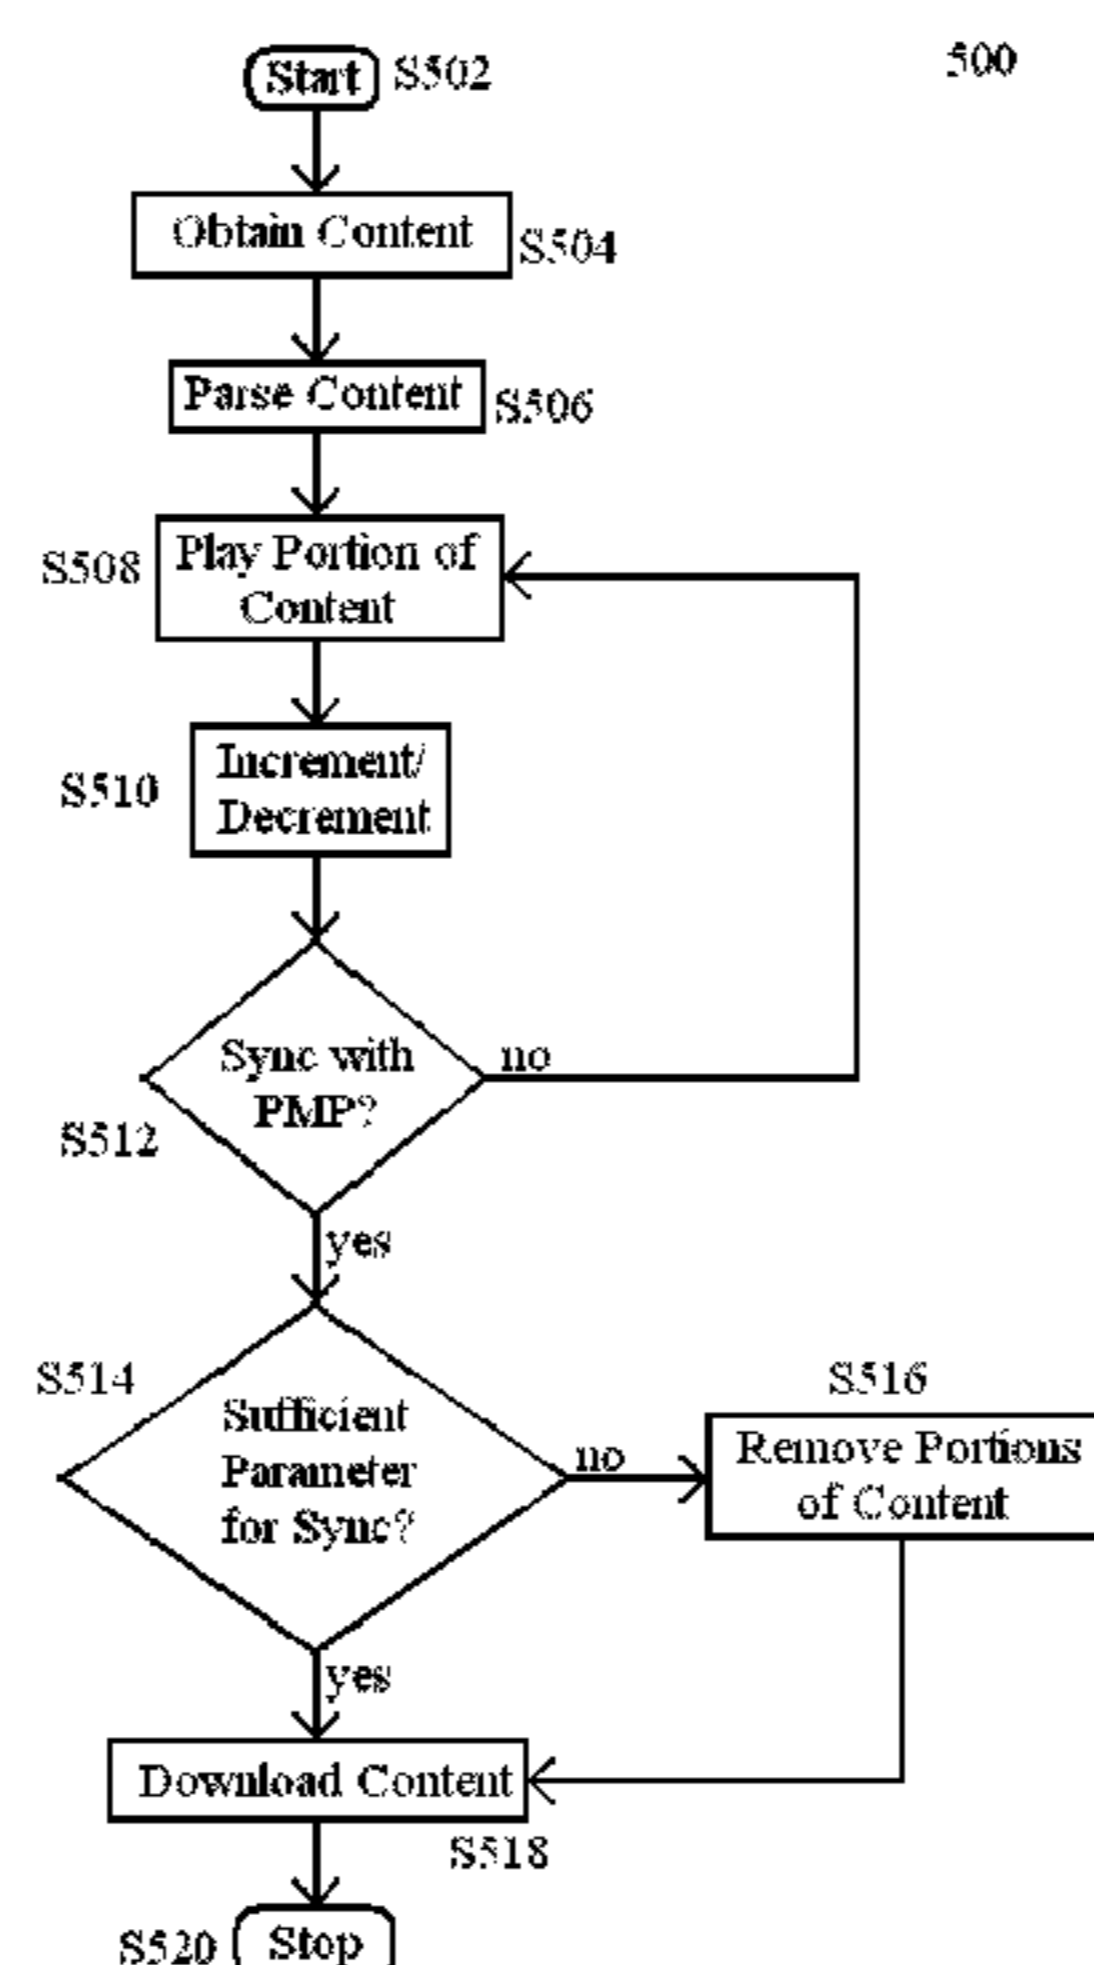 500
Start S502
Obtain Content
S504
Parse Content
S506
Play Portion of
Content
S508
Increment/
Decrement
S510
Sync with
PMP?
no
S512
yes
S514
Sufficient
Parameter
for Sync?
no
S516
Remove Portions
of Content
yes
Download Content
S518
S520
Stop